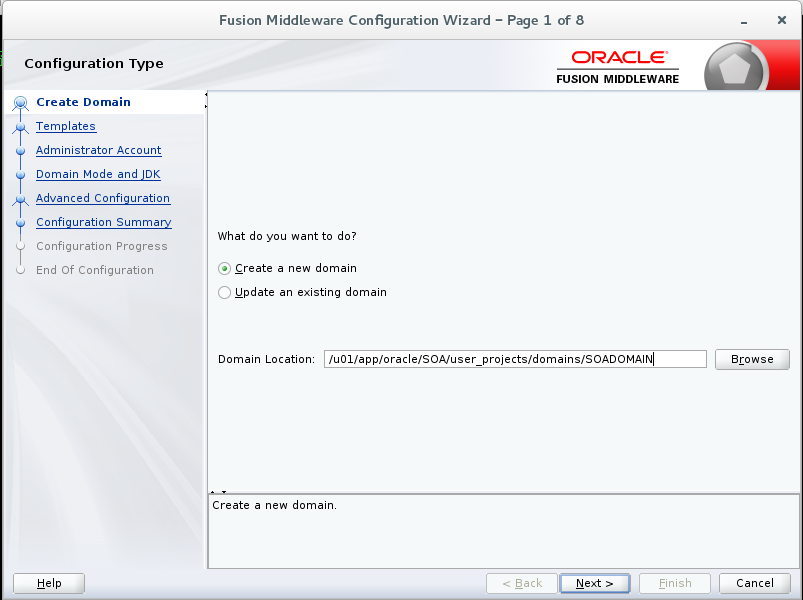 Fusion Middleware Configuration Wizard – Page 1 of 8
Configuration Type
ORACLE
FUSION MIDDLEWARE
Create Domain
Templates
Administrator Account
Domain Mode and JDK
Advanced Configuration
Configuration Summary
Configuration Progress
End Of Configuration
What do you want to do?
Create a new domain
Update an existing domain
Domain Location: /u01/app/oracle/SOA/user_projects/domains/SOADOMAIN Browse
Create a new domain.
Help < Back Next > Finish Cancel